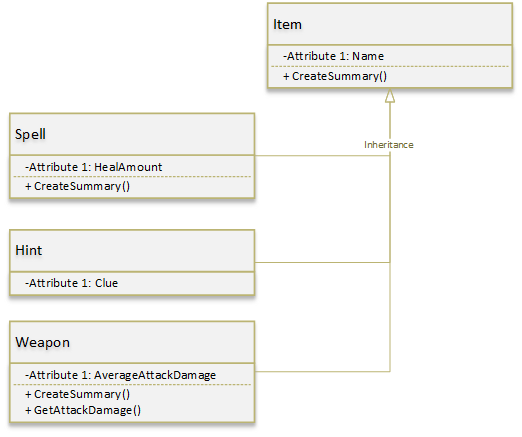 Item
-Attribute 1: Name
+ CreateSummary()
Inheritance
Spell
-Attribute 1: HealAmount
+ CreateSummary()
Hint
-Attribute 1: Clue
Weapon
-Attribute 1: AverageAttackDamage
+ CreateSummary()
+ GetAttackDamage()